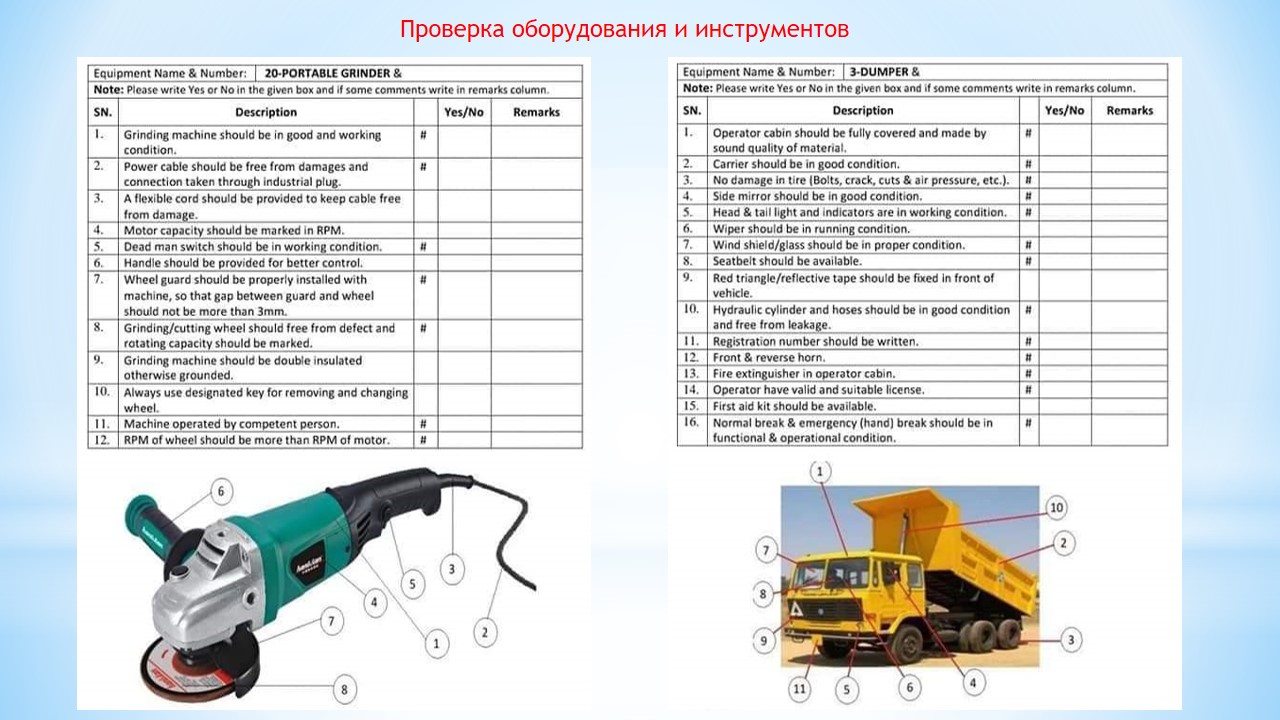 Проверка оборудования и инструментов
Equipment Name & Number: 20-PORTABLE GRINDER &
Note: Please write Yes or No in the given box and if some comments write in remarks column.
SN. Description Yes/No Remarks
1. Grinding machine should be in good and working #
condition.
2. Power cable should be free from damages and #
connection taken through industrial plug.
3. A flexible cord should be provided to keep cable free
from damage.
4. Motor capacity should be marked in RPM.
5. Dead man switch should be in working condition. #
6. Handle should be provided for better control.
7. Wheel guard should be properly installed with #
machine, so that gap between guard and wheel
should not be more than 3mm.
8. Grinding/cutting wheel should free from defect and #
rotating capacity should be marked.
9. Grinding machine should be double insulated
otherwise grounded.
10. Always use designated key for removing and changing
wheel.
11. Machine operated by competent person. #
12. RPM of wheel should be more than RPM of motor. #
6
3
5
4
7
2
1
8
Equipment Name & Number: 3-DUMPER &
Note: Please write Yes or No in the given box and if some comments write in remarks column.
SN. Description Yes/No Remarks
1. Operator cabin should be fully covered and made by #
sound quality of material.
2. Carrier should be in good condition. #
3. No damage in tire (Bolts, crack, cuts & air pressure, etc.). #
4. Side mirror should be in good condition. #
5. Head & tail light and indicators are in working condition. #
6. Wiper should be in running condition.
7. Wind shield/glass should be in proper condition. #
8. Seatbelt should be available. #
9. Red triangle/reflective tape should be fixed in front of
vehicle.
10. Hydraulic cylinder and hoses should be in good condition #
and free from leakage.
11. Registration number should be written. #
12. Front & reverse horn. #
13. Fire extinguisher in operator cabin. #
14. Operator have valid and suitable license. #
15. First aid kit should be available.
16. Normal break & emergency (hand) break should be in #
functional & operational condition.
1
10
2
7
8
9
3
11
5
6
4